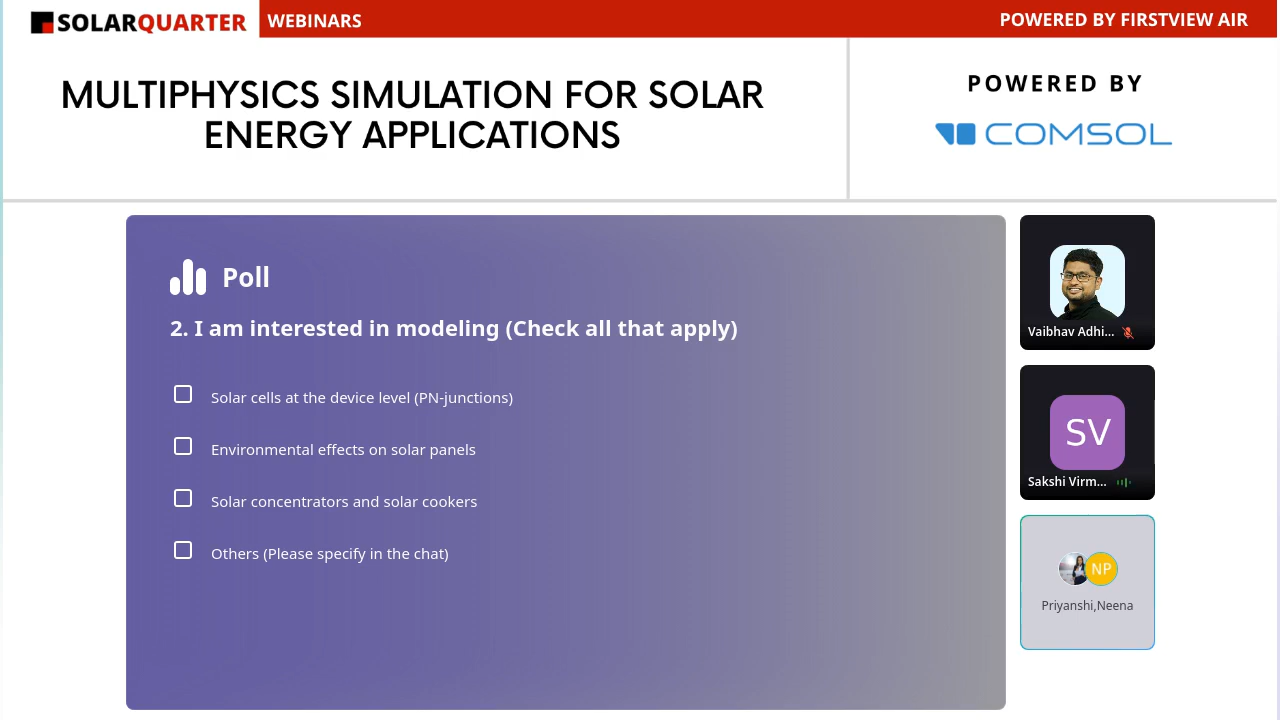 SOLARQUARTER WEBINARS
POWERED BY FIRSTVIEW AIR
MULTIPHYSICS SIMULATION FOR SOLAR
ENERGY APPLICATIONS
POWERED BY
COMSOL
Poll
2. I am interested in modeling (Check all that apply)
Solar cells at the device level (PN-junctions)
Environmental effects on solar panels
Solar concentrators and solar cookers
Others (Please specify in the chat)
Vaibhav Adhi...
SV
Sakshi Virm...
NP
Priyanshi,Neena